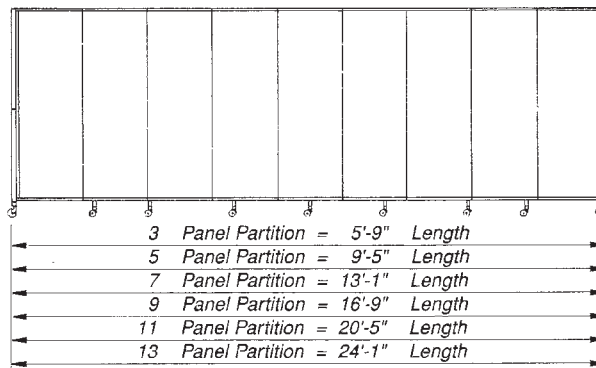 3 Panel Partition = 5'-9" Length
5 Panel Partition = 9'-5" Length
7 Panel Partition = 13'-1" Length
9 Panel Partition = 16'-9" Length
11 Panel Partition = 20'-5" Length
13 Panel Partition = 24'-1" Length